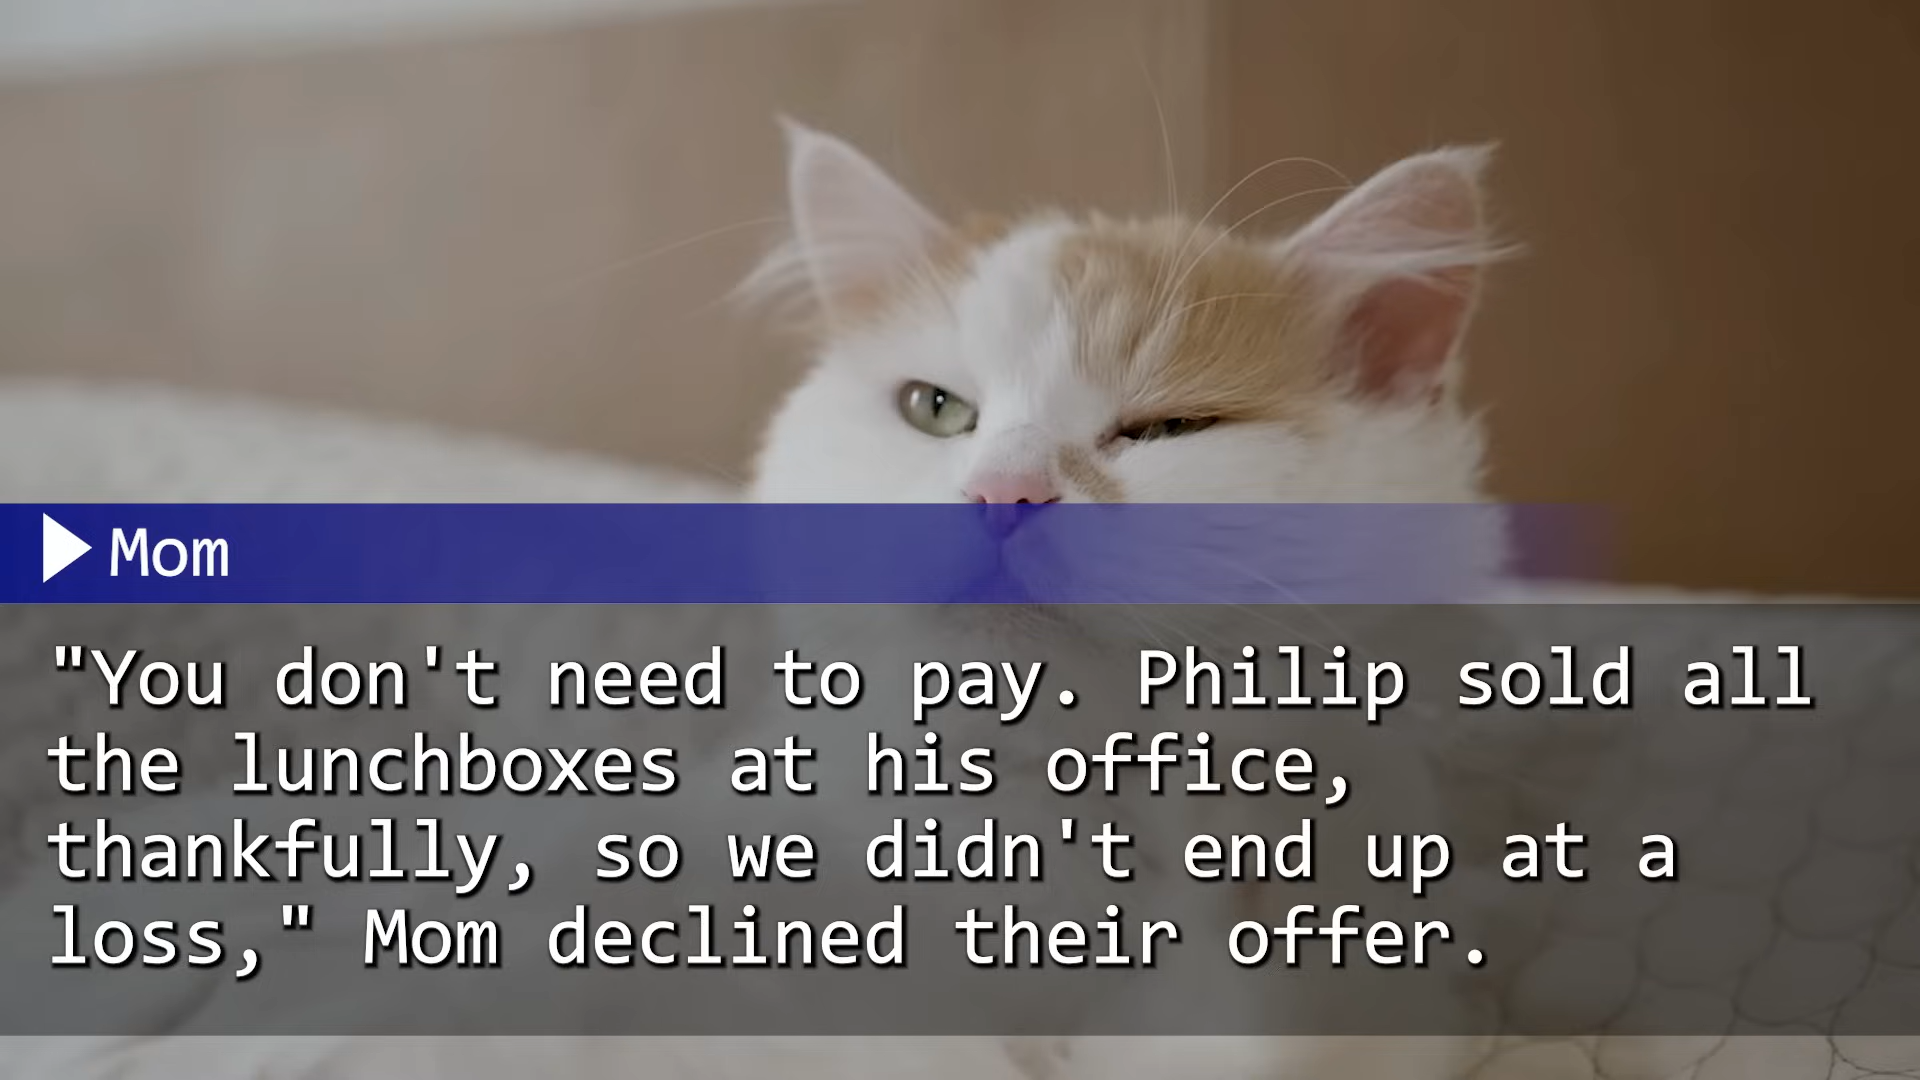 Mom
"You don't need to pay. Philip sold all
the lunchboxes at his office,
thankfully, so we didn't end up at a
loss," Mom declined their offer.